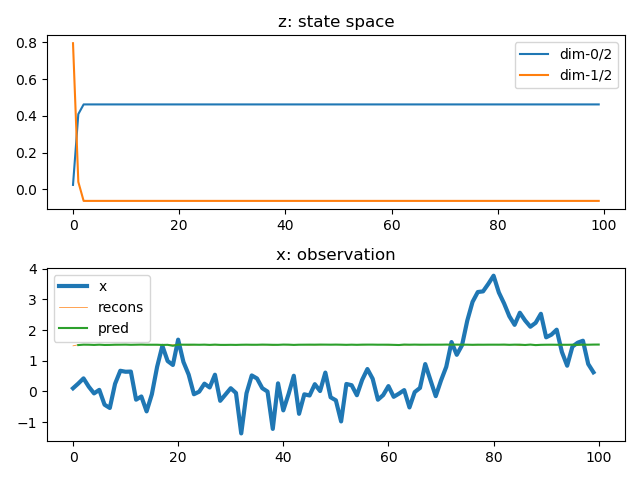 z: state space
0.8
0.6
0.4
0.2
0.0
dim-0/2
dim-1/2
0 20 40 60 80 100
x: observation
4
3
2
1
0
−1
x
recons
pred
0 20 40 60 80 100